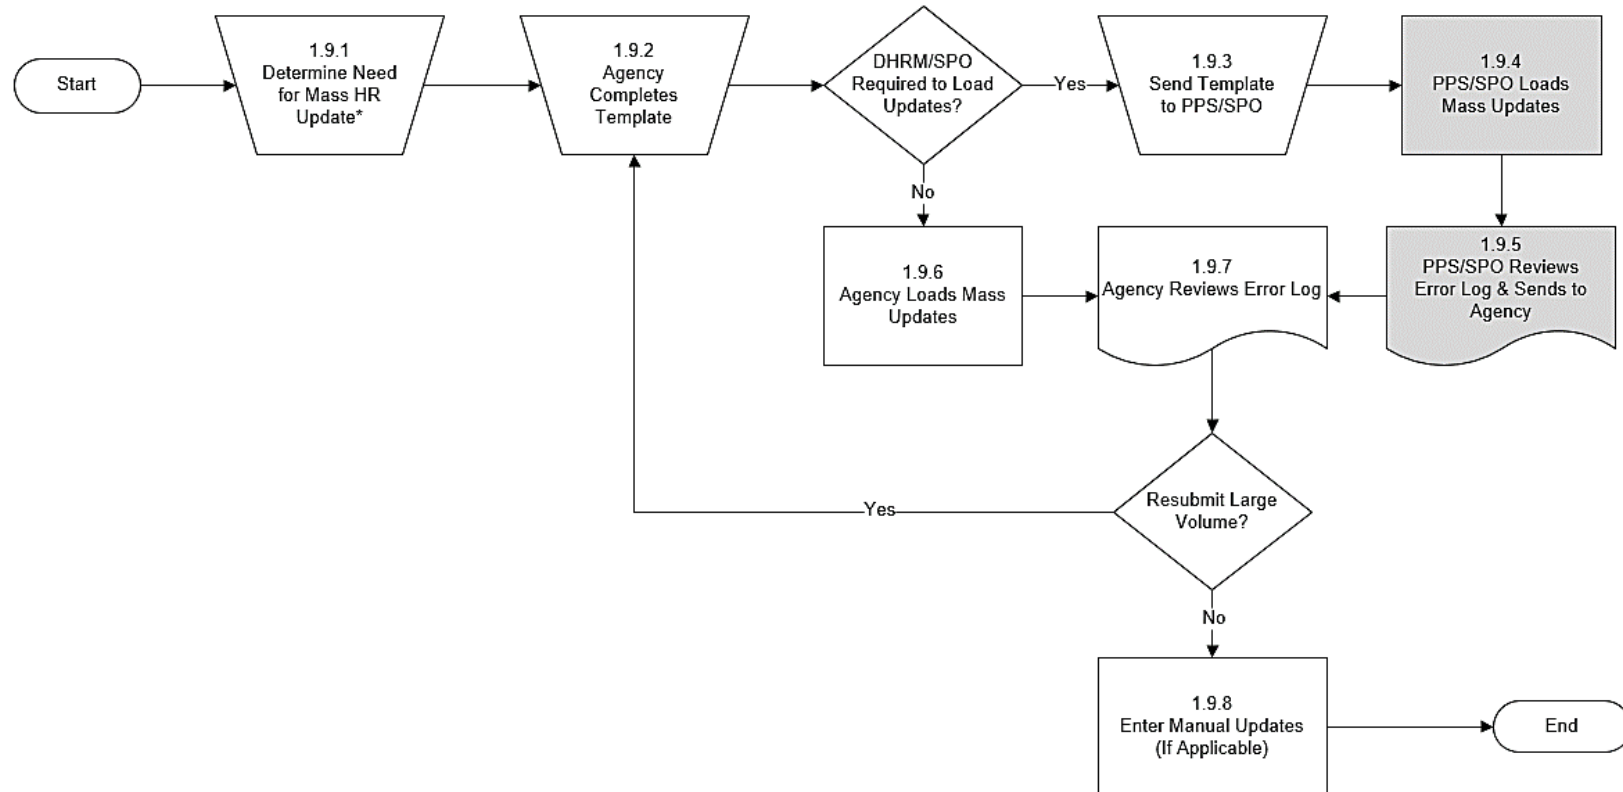 Start
1.9.1
Determine Need
for Mass HR
Update*
1.9.2
Agency
Completes
Template
DHRM/SPO
Required to Load
Updates?
Yes
1.9.3
Send Template
to PPS/SPO
1.9.4
PPS/SPO Loads
Mass Updates
No
1.9.6
Agency Loads Mass
Updates
1.9.7
Agency Reviews Error Log
1.9.5
PPS/SPO Reviews
Error Log & Sends to
Agency
Yes
Resubmit Large
Volume?
No
1.9.8
Enter Manual Updates
(If Applicable)
End